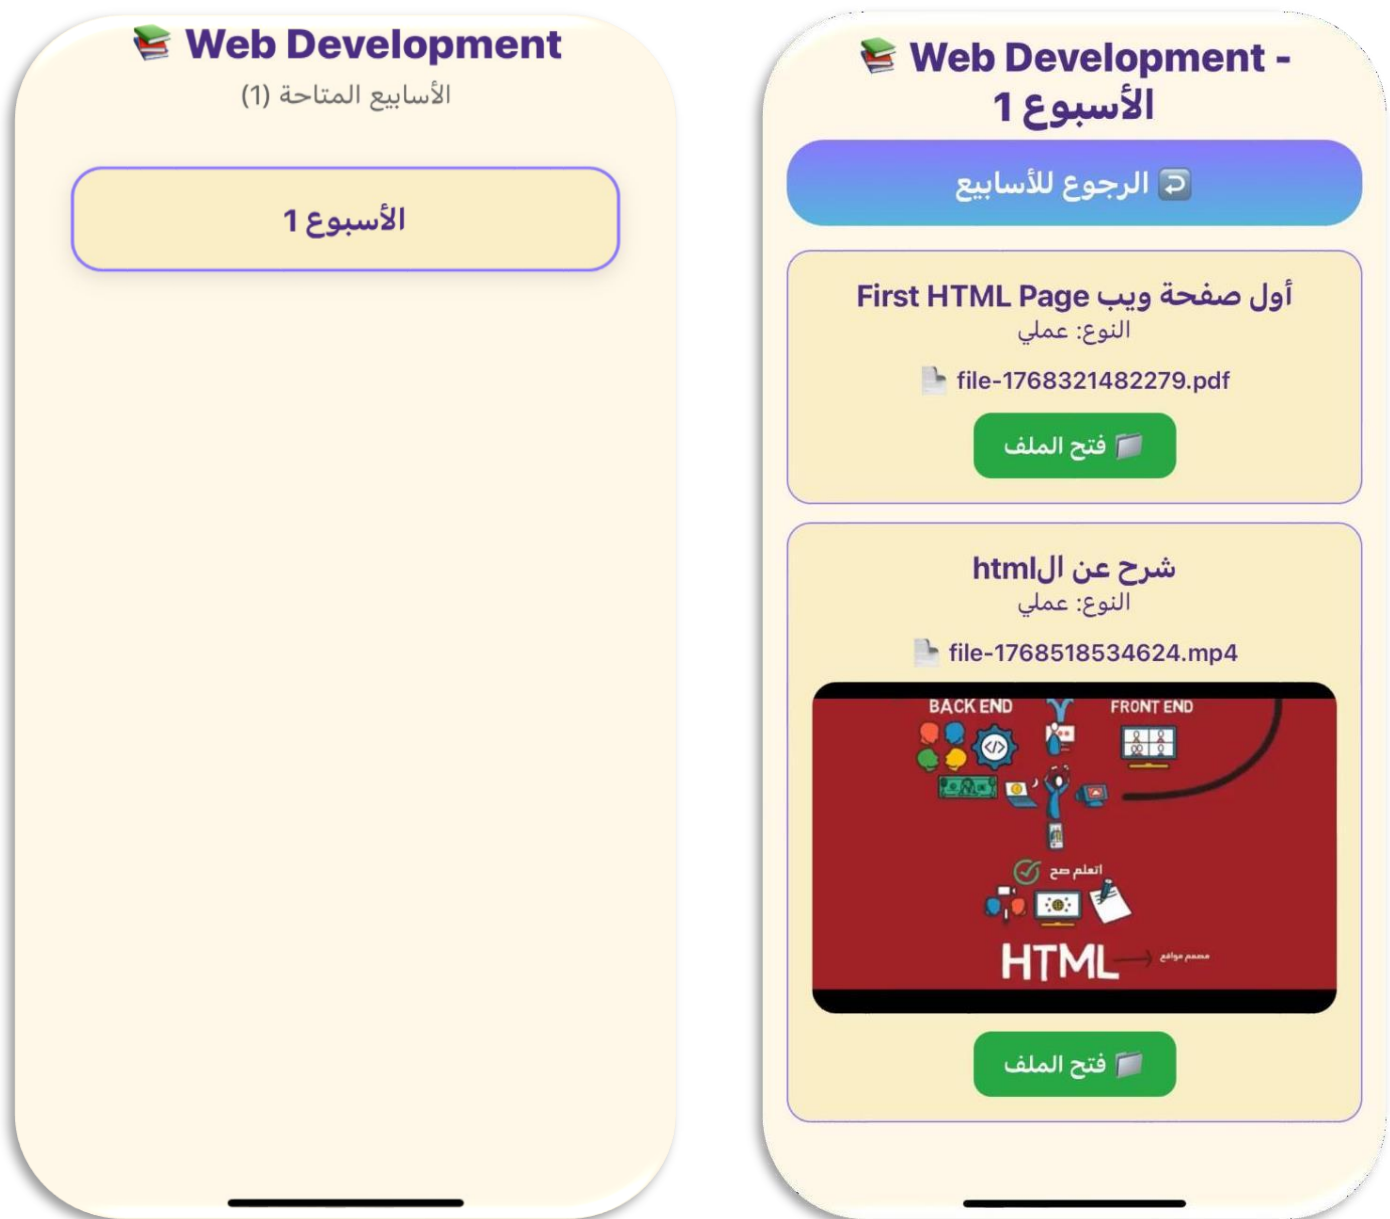 📚 Web Development
الأسابيع المتاحة (1)
الأسبوع 1
📚 Web Development -
الأسبوع 1
↩️ الرجوع للأسابيع
أول صفحة ويب First HTML Page
النوع: عملي
file-1768321482279.pdf
📁 فتح الملف
شرح عن الhtml
النوع: عملي
file-1768518534624.mp4
BACK END
FRONT END
</>
اتعلم صح
HTML
مصمم مواقع
📁 فتح الملف